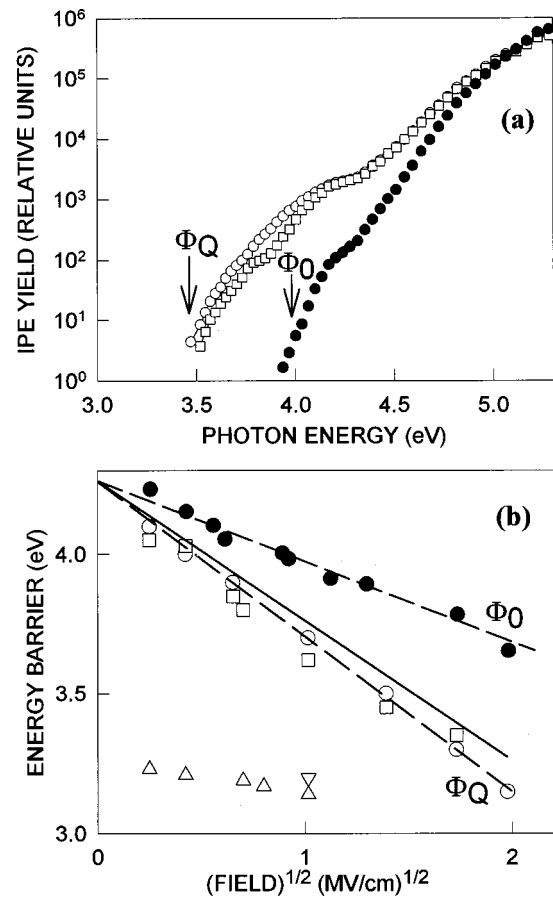 10⁶
10⁵
10⁴
10³
10²
10¹
10⁰
IPE YIELD (RELATIVE UNITS)
(a)
ΦQ
Φ0
3.0 3.5 4.0 4.5 5.0
PHOTON ENERGY (eV)
(b)
4.0
3.5
3.0
ENERGY BARRIER (eV)
Φ0
ΦQ
0 1 2
(FIELD)¹/² (MV/cm)¹/²